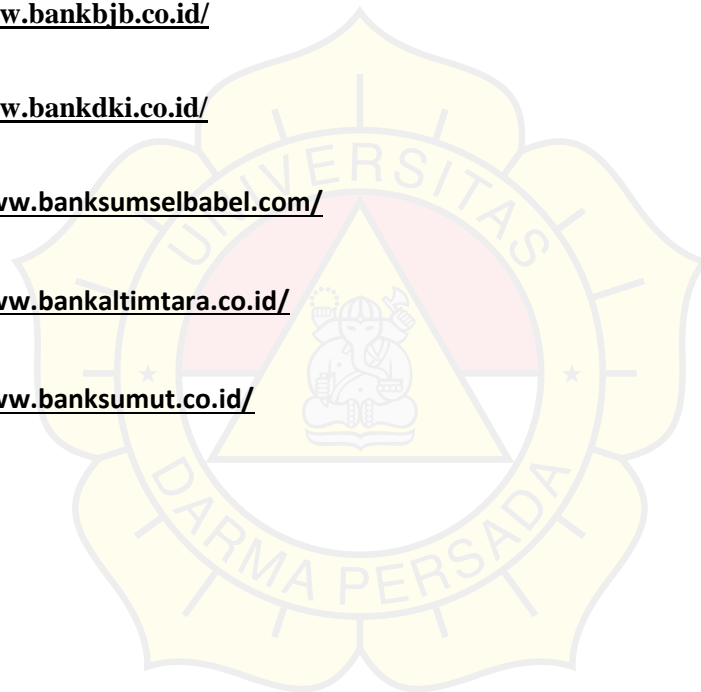 w.bankbjb.co.id/
w.bankdki.co.id/
UNIVERSITAS
ww.banksumselbabel.com/
ww.bankaltimtara.co.id/
ww.banksumut.co.id/
DARMA PERSADA